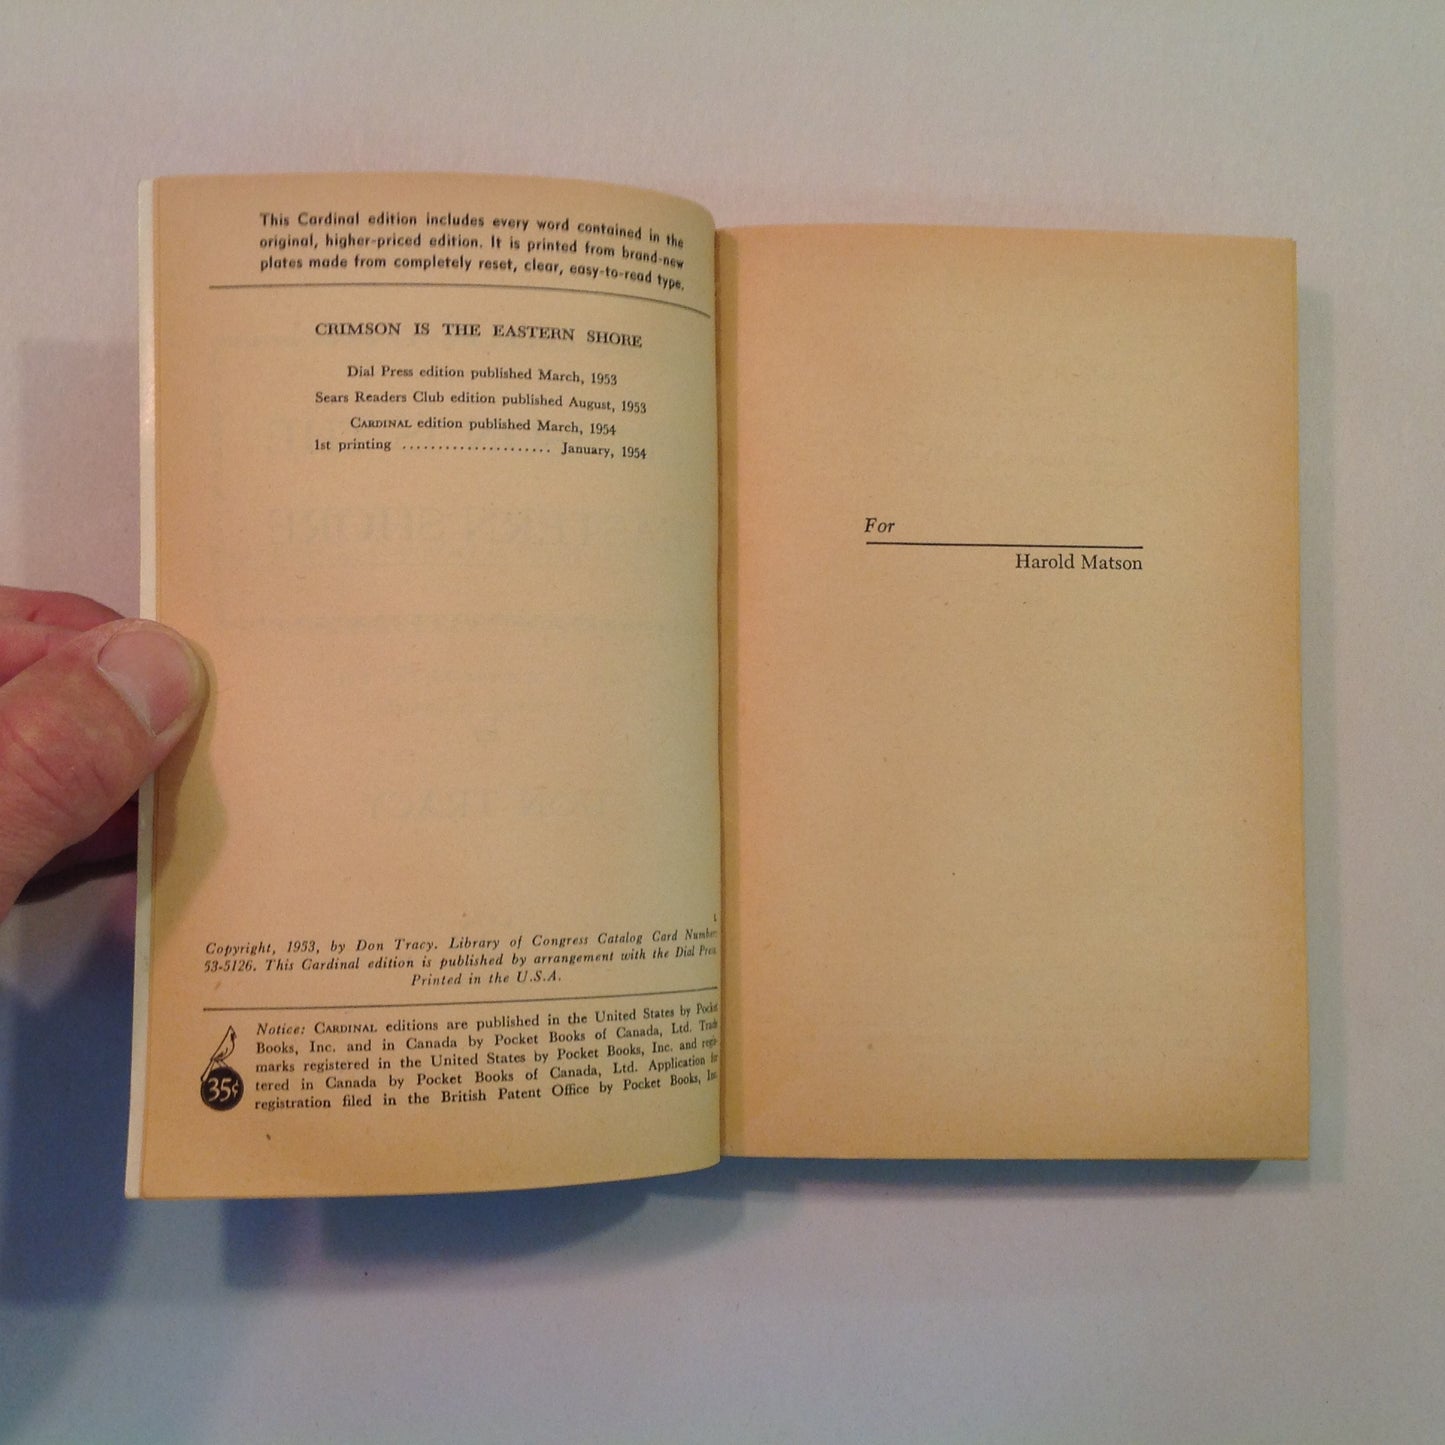 This Cardinal edition includes every word contained in the
original, higher-priced edition. It is printed from brand-new
plates made from completely reset, clear, easy-to-read type.
CRIMSON IS THE EASTERN SHORE
Dial Press edition published March, 1953
Sears Readers Club edition published August, 1953
CARDINAL edition published March, 1954
1st printing ..................... January, 1954
L
Copyright, 1953, by Don Tracy. Library of Congress Catalog Card Number:
53-5126. This Cardinal edition is published by arrangement with the Dial Press.
Printed in the U.S.A.
Notice: CARDINAL editions are published in the United States by Pocket
Books, Inc. and in Canada by Pocket Books of Canada, Ltd. Trade
marks registered in the United States by Pocket Books, Inc. and regis-
tered in Canada by Pocket Books of Canada, Ltd. Application for
registration filed in the British Patent Office by Pocket Books, Inc.
35¢
For
Harold Matson